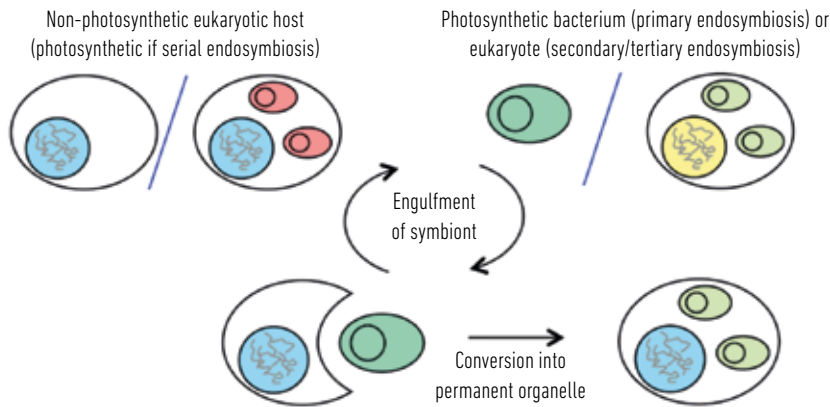 Non-photosynthetic eukaryotic host
(photosynthetic if serial endosymbiosis)
Photosynthetic bacterium (primary endosymbiosis) or
eukaryote (secondary/tertiary endosymbiosis)
Engulfment
of symbiont
Conversion into
permanent organelle